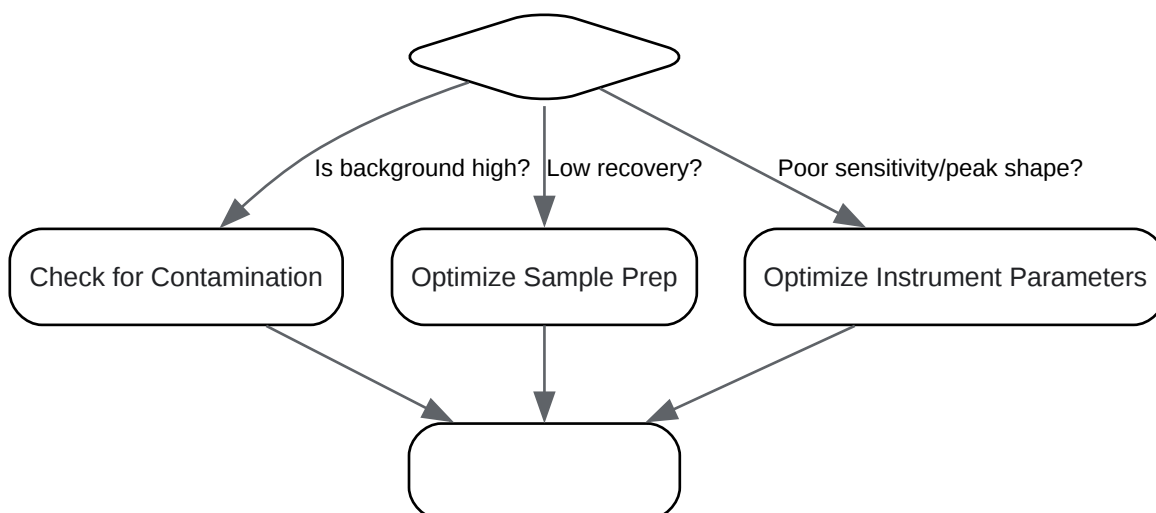 Is background high?
Low recovery?
Poor sensitivity/peak shape?
Check for Contamination
Optimize Sample Prep
Optimize Instrument Parameters